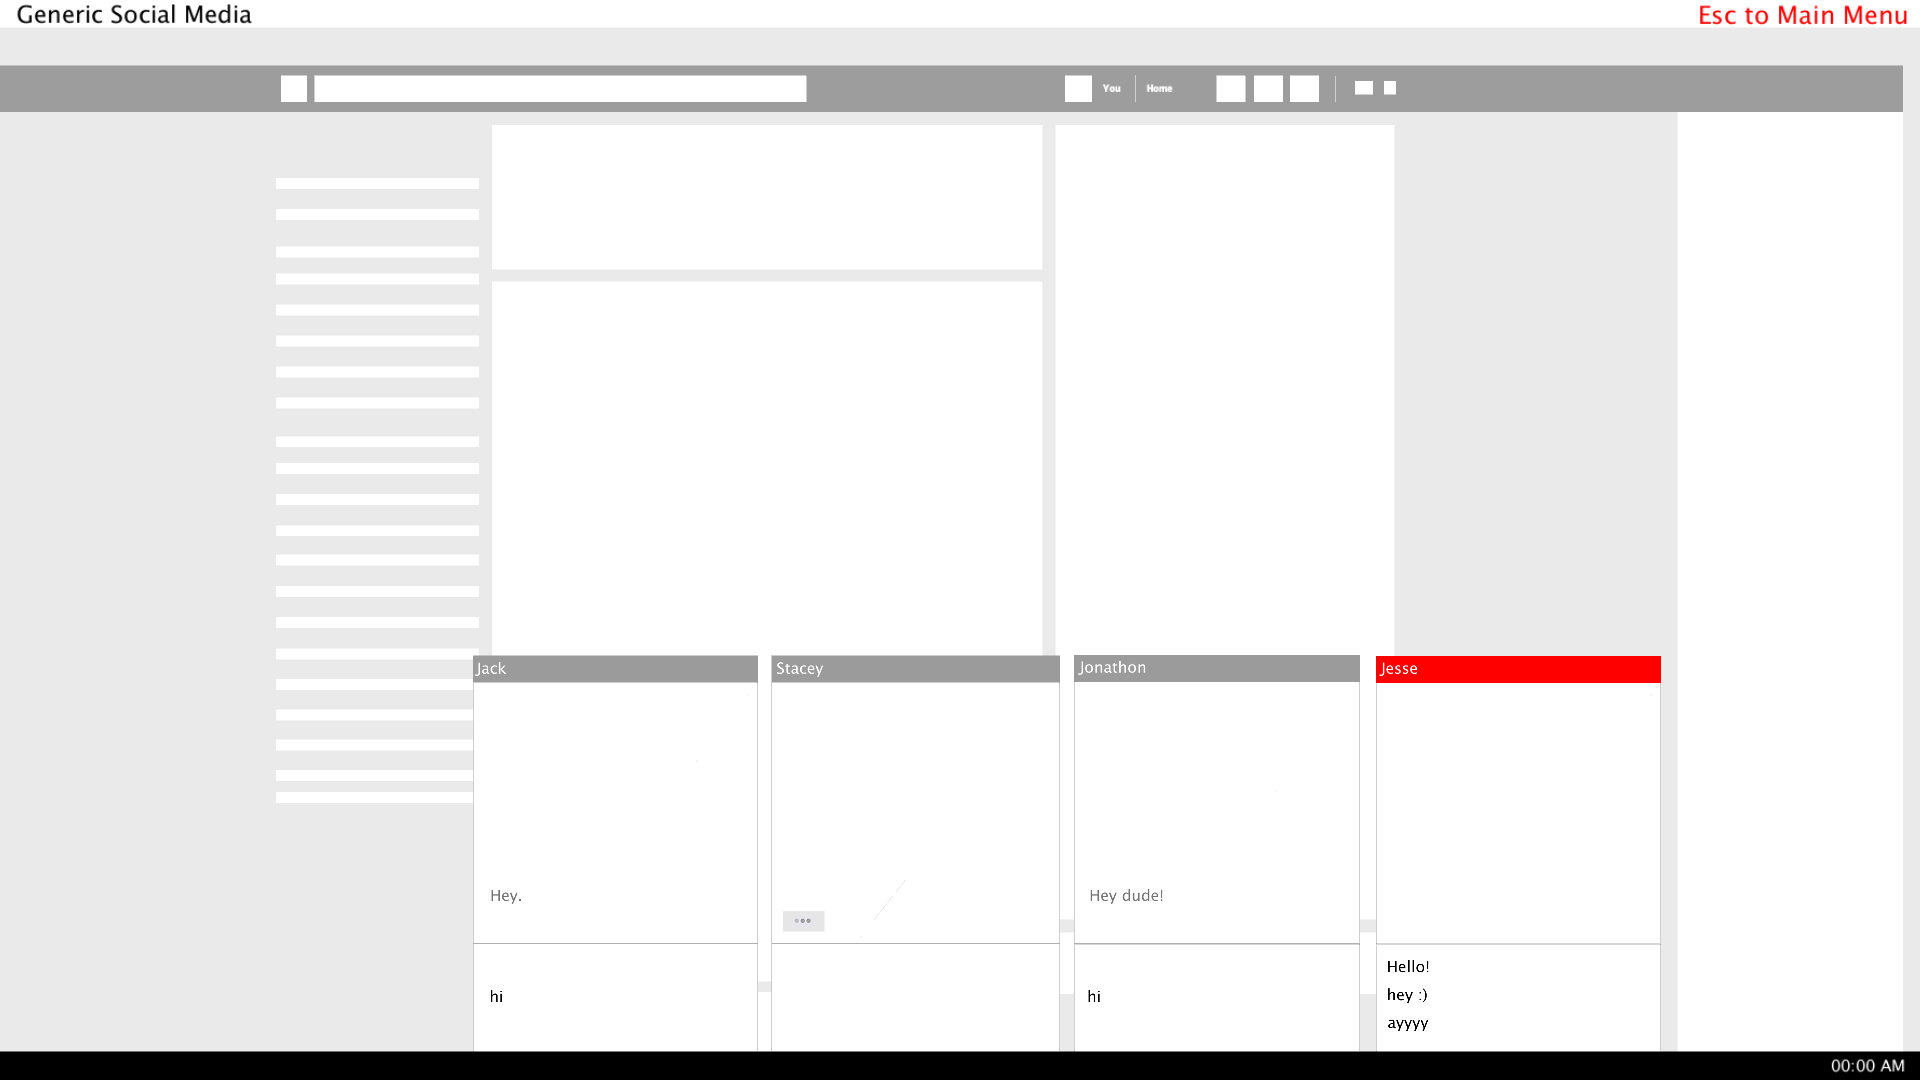 Generic Social Media
Esc to Main Menu
You
Home
Jack
Stacey
Jonathon
Jesse
Hey.
Hey dude!
hi
hi
Hello!
hey :)
ayyyy
00:00 AM